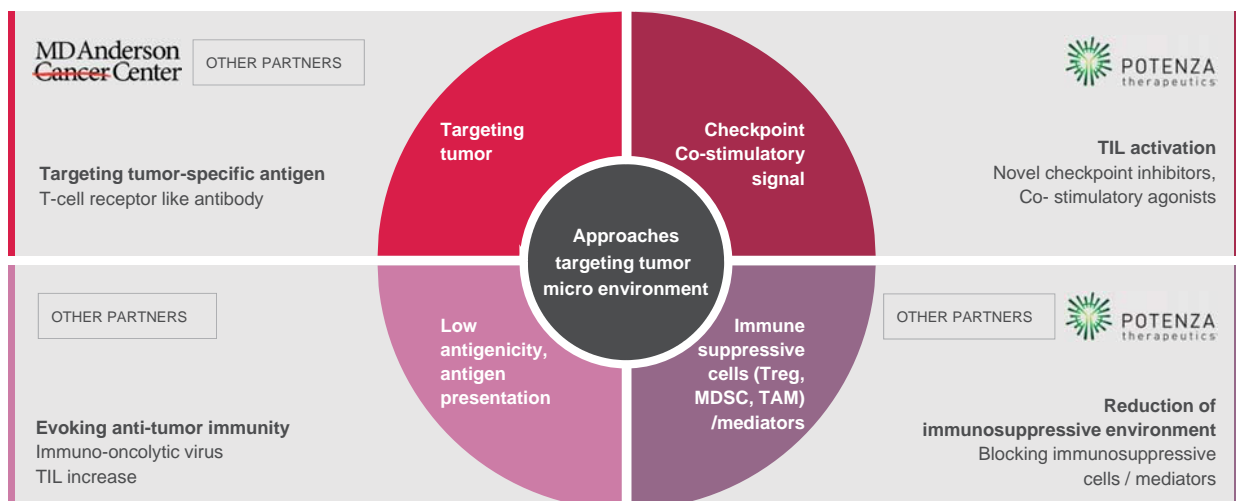 MD Anderson
Cancer Center
OTHER PARTNERS
Targeting tumor-specific antigen
T-cell receptor like antibody
Targeting
tumor
Checkpoint
Co-stimulatory
signal
POTENZA
therapeutics
TIL activation
Novel checkpoint inhibitors,
Co- stimulatory agonists
Approaches
targeting tumor
micro environment
OTHER PARTNERS
Evoking anti-tumor immunity
Immuno-oncolytic virus
TIL increase
Low
antigenicity,
antigen
presentation
Immune
suppressive
cells (Treg,
MDSC, TAM)
/mediators
OTHER PARTNERS
POTENZA
therapeutics
Reduction of
immunosuppressive environment
Blocking immunosuppressive
cells / mediators